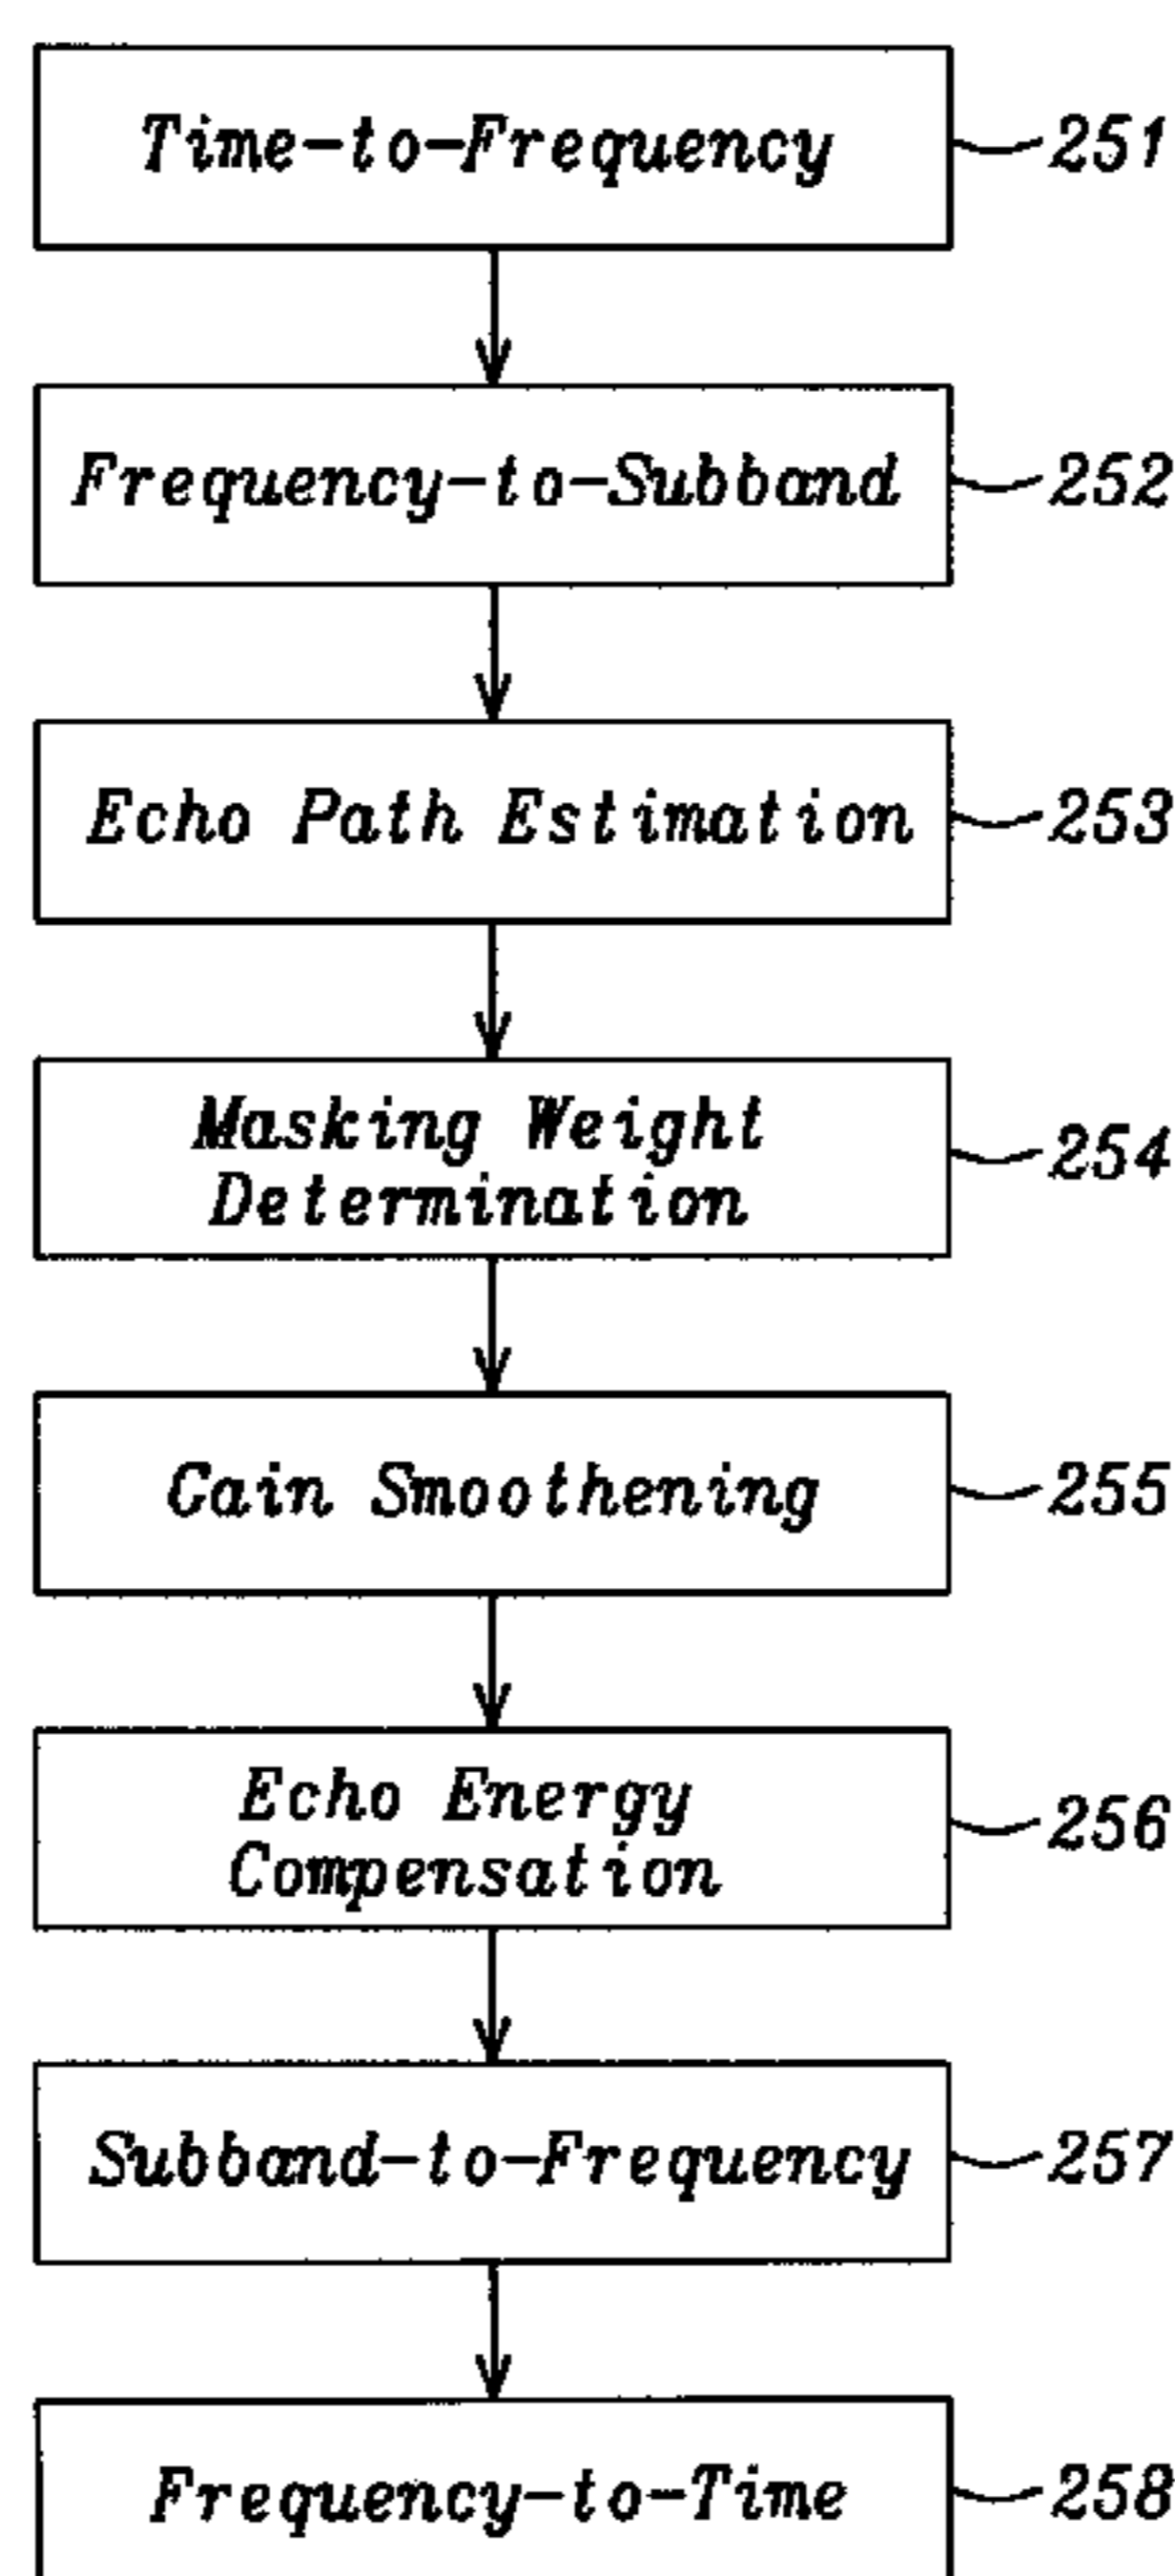 Time-to-Frequency
251
Frequency-to-Subband
252
Echo Path Estimation
253
Masking Weight
Determination
254
Gain Smoothening
255
Echo Energy
Compensation
256
Subband-to-Frequency
257
Frequency-to-Time
258